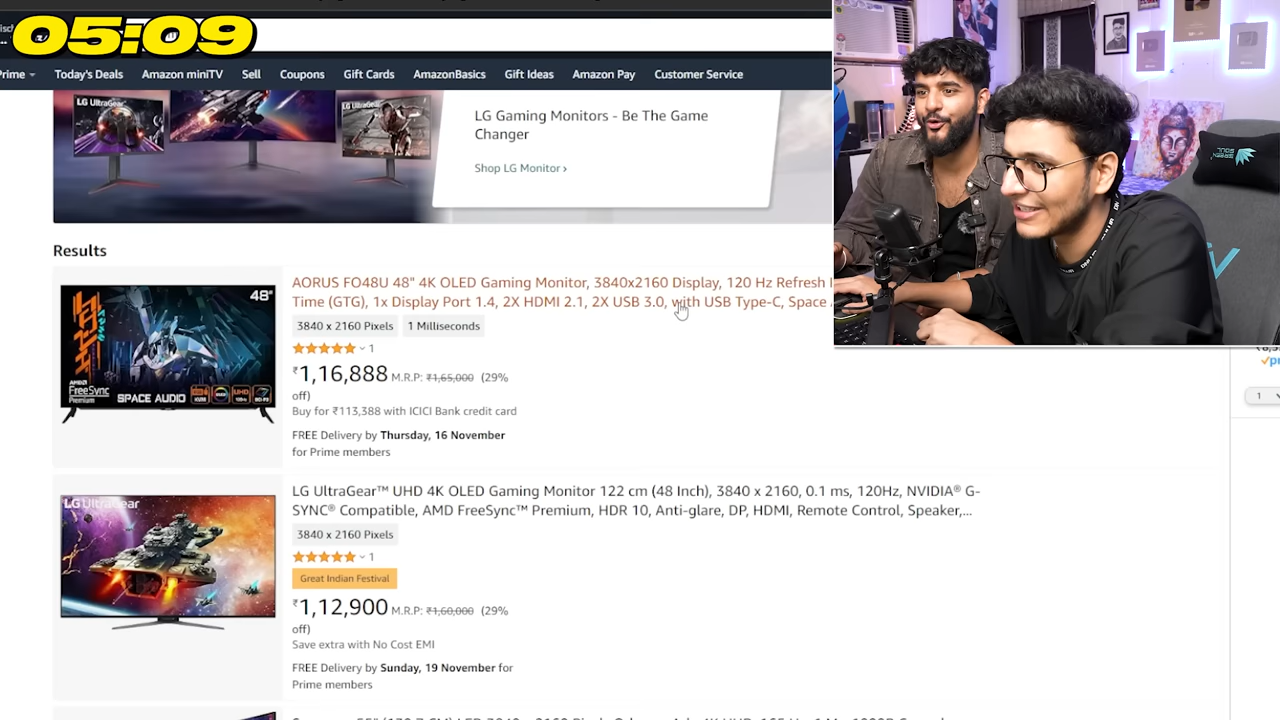 05:09
Prime
Today's Deals
Amazon miniTV
Sell
Coupons
Gift Cards
AmazonBasics
Gift Ideas
Amazon Pay
Customer Service
LG UltraGear
LG UltraGear
LG Gaming Monitors - Be The Game
Changer
Shop LG Monitor ›
Results
48"
AMD
FreeSync
Premium
SPACE AUDIO
AORUS FO48U 48" 4K OLED Gaming Monitor, 3840x2160 Display, 120 Hz Refresh
Time (GTG), 1x Display Port 1.4, 2X HDMI 2.1, 2X USB 3.0, with USB Type-C, Space
3840 x 2160 Pixels
1 Milliseconds
1
₹1,16,888 M.R.P: ₹1,65,000 (29%
off)
Buy for ₹113,388 with ICICI Bank credit card
FREE Delivery by Thursday, 16 November
for Prime members
LG UltraGear
LG UltraGear™ UHD 4K OLED Gaming Monitor 122 cm (48 Inch), 3840 x 2160, 0.1 ms, 120Hz, NVIDIA® G-
SYNC® Compatible, AMD FreeSync™ Premium, HDR 10, Anti-glare, DP, HDMI, Remote Control, Speaker,...
3840 x 2160 Pixels
1
Great Indian Festival
₹1,12,900 M.R.P: ₹1,60,000 (29%
off)
Save extra with No Cost EMI
FREE Delivery by Sunday, 19 November for
Prime members
1